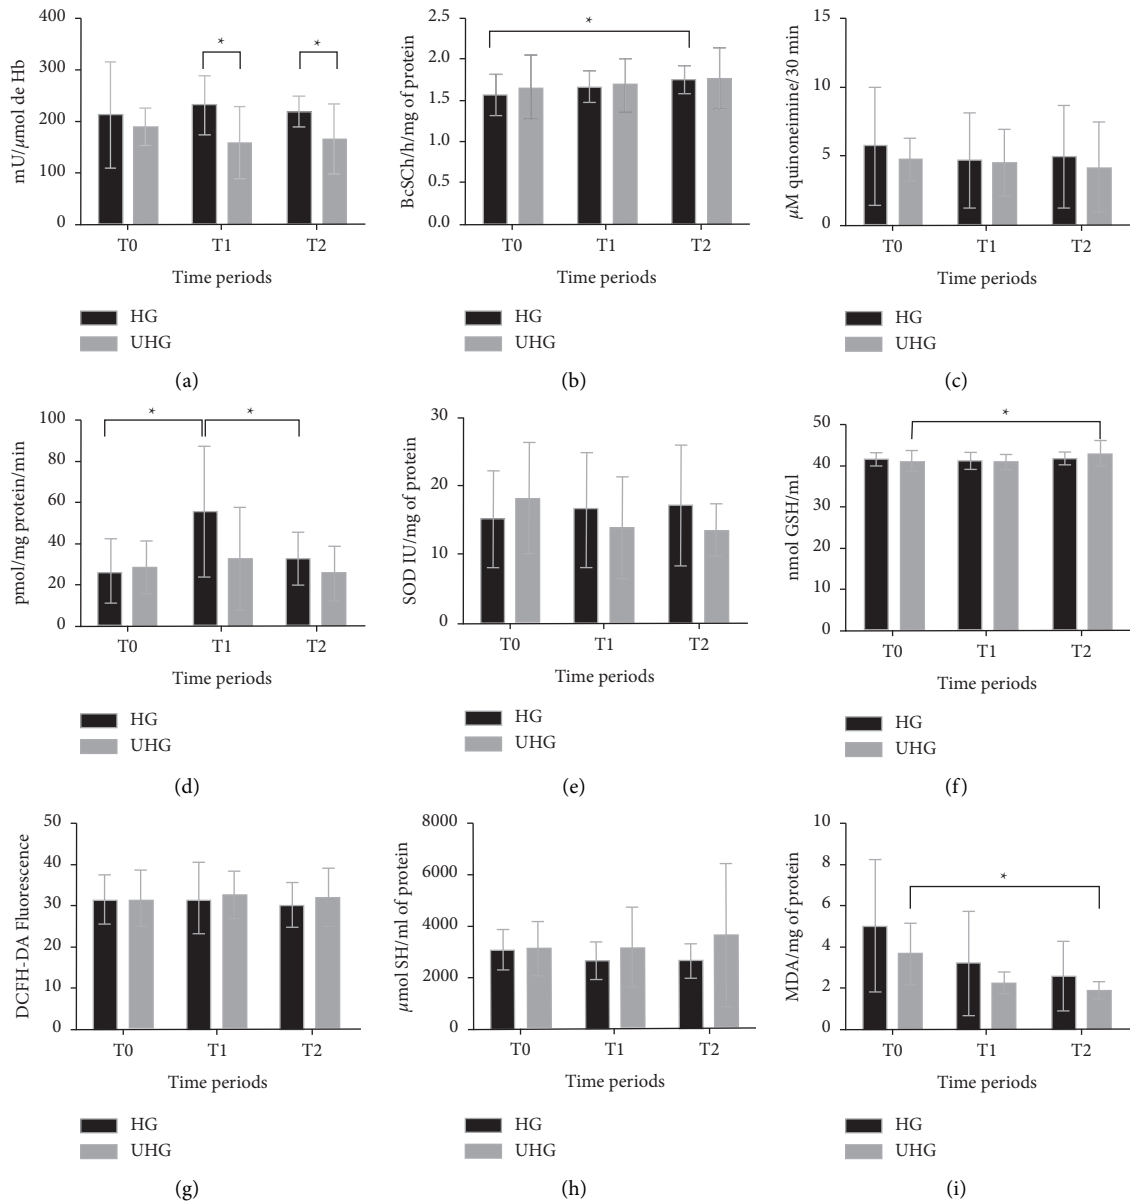 mU/μmol de Hb
400
300
200
100
0
*
*
T0
T1
T2
Time periods
HG
UHG
(a)
BcSCh/h/mg of protein
2.5
2.0
1.5
1.0
0.5
0.0
*
T0
T1
T2
Time periods
HG
UHG
(b)
μM quinoneimine/30 min
15
10
5
0
T0
T1
T2
Time periods
HG
UHG
(c)
pmol/mg protein/min
100
80
60
40
20
0
*
*
T0
T1
T2
Time periods
HG
UHG
(d)
SOD IU/mg of protein
30
20
10
0
T0
T1
T2
Time periods
HG
UHG
(e)
nmol GSH/ml
50
40
30
20
10
0
*
T0
T1
T2
Time periods
HG
UHG
(f)
DCFH-DA Fluorescence
50
40
30
20
10
0
T0
T1
T2
Time periods
HG
UHG
(g)
μmol SH/ml of protein
8000
6000
4000
2000
0
T0
T1
T2
Time periods
HG
UHG
(h)
MDA/mg of protein
10
8
6
4
2
0
*
T0
T1
T2
Time periods
HG
UHG
(i)